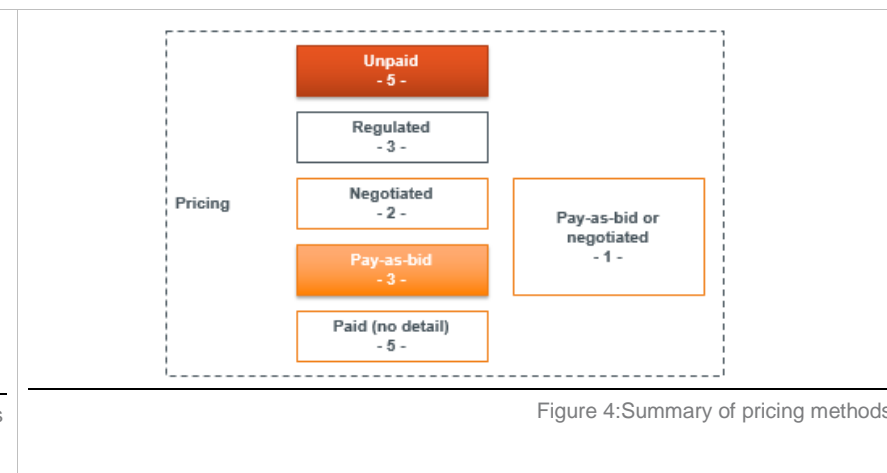 Unpaid
- 5 -
Regulated
- 3 -
Pricing
Negotiated
- 2 -
Pay-as-bid or
negotiated
- 1 -
Pay-as-bid
- 3 -
Paid (no detail)
- 5 -
s
Figure 4:Summary of pricing methods